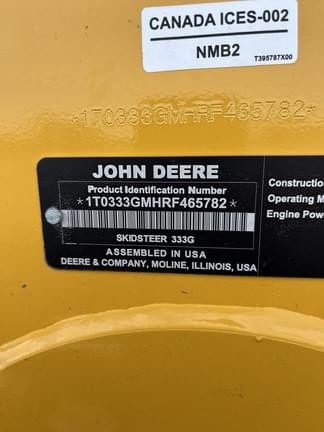 CANADA ICES-002
NMB2
T395787X00
*1T0333GMHRF465782*
JOHN DEERE
Product Identification Number
*1T0333GMHRF465782*
SKIDSTEER 333G
ASSEMBLED IN USA
DEERE & COMPANY, MOLINE, ILLINOIS, USA
Construction
Operating M
Engine Pow